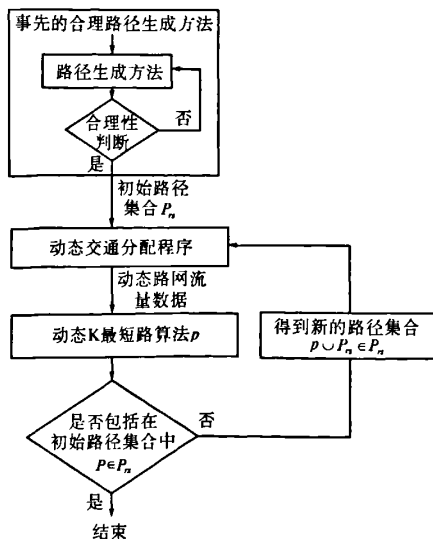 事先的合理路径生成方法
路径生成方法
合理性
判断
否
是
初始路径
集合 Prs
动态交通分配程序
动态路网流
量数据
动态K最短路算法p
得到新的路径集合
p∪Prs∈Prs
是否包括在
初始路径集合中
P∈Prs
否
是
结束